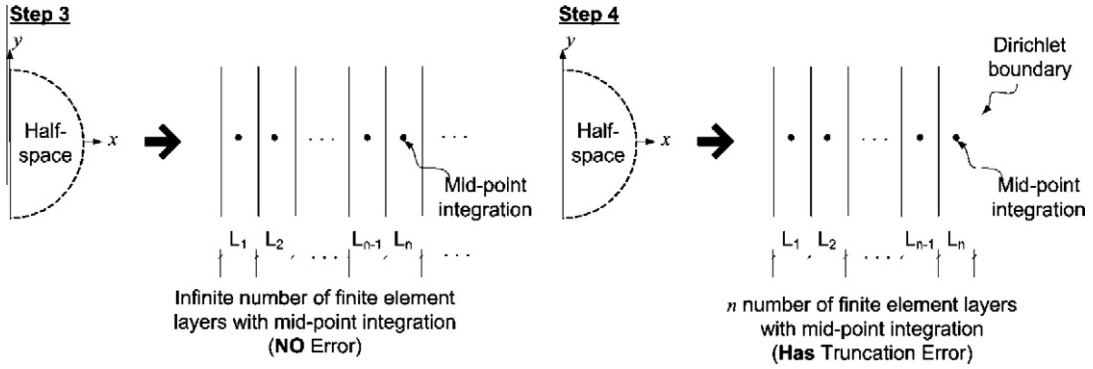 Step 3
y
Half-
space
x
. . .
. . .
Mid-point
integration
L1 L2 Ln-1 Ln
. . . . . . .
Infinite number of finite element
layers with mid-point integration
(NO Error)
Step 4
y
Half-
space
x
Dirichlet
boundary
. . .
Mid-point
integration
L1 L2 Ln-1 Ln
. . . .
n number of finite element layers
with mid-point integration
(Has Truncation Error)